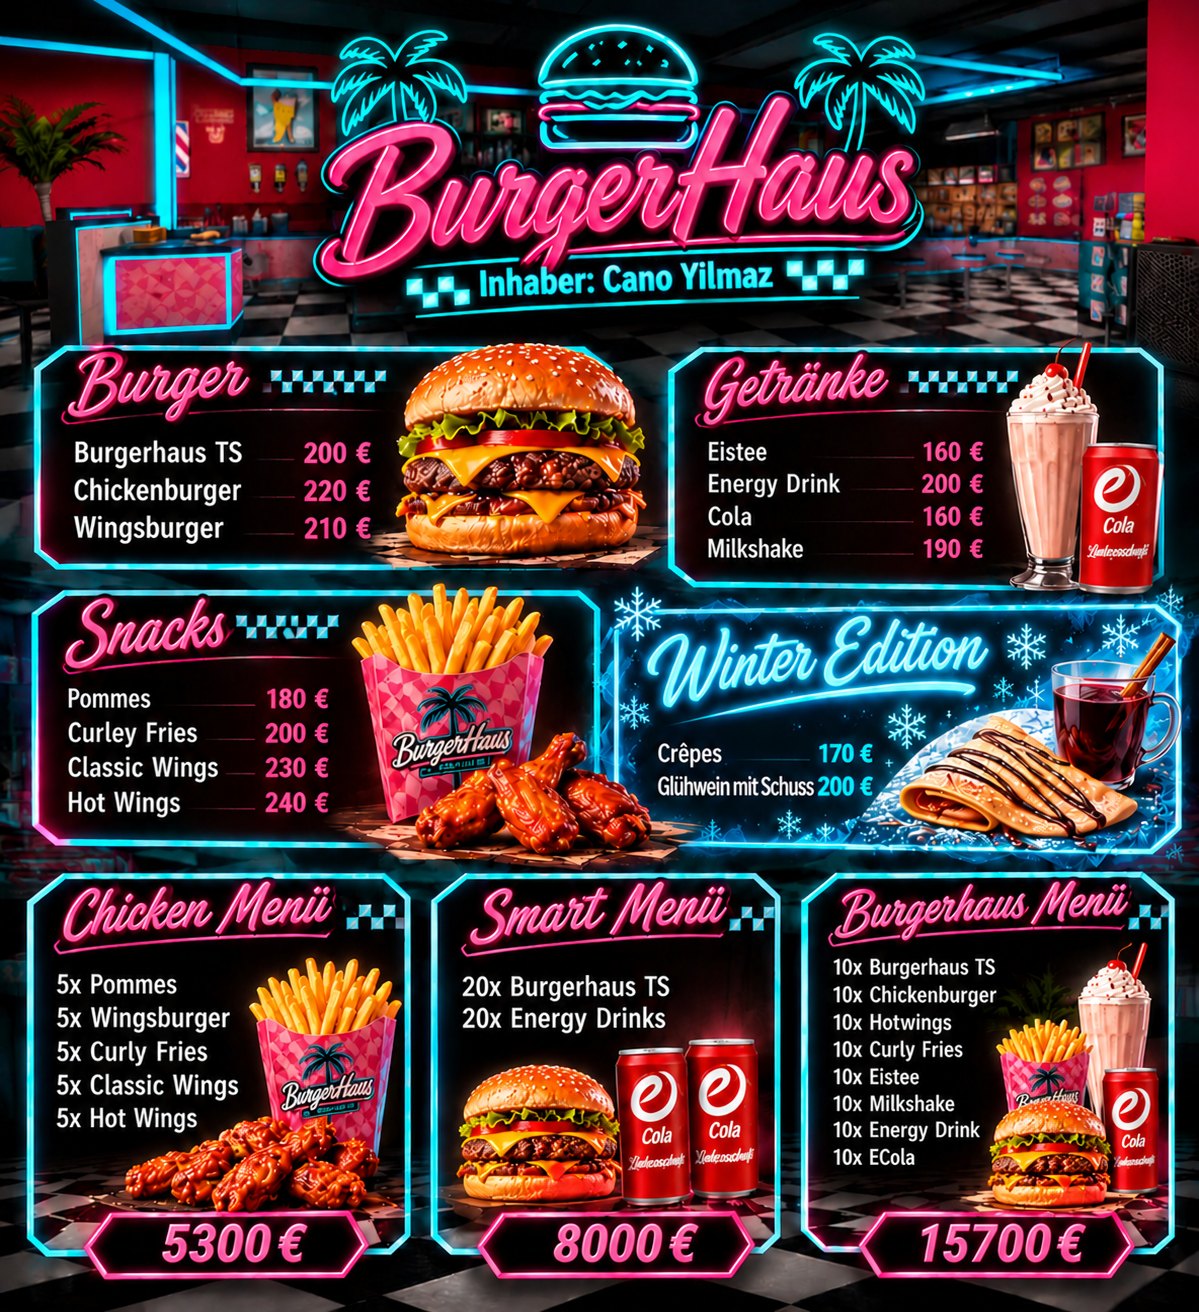 BurgerHaus
Inhaber: Cano Yilmaz
Burger
Burgerhaus TS 200 €
Chickenburger 220 €
Wingsburger 210 €
Getränke
Eistee 160 €
Energy Drink 200 €
Cola 160 €
Milkshake 190 €
Cola
Snacks
Pommes 180 €
Curley Fries 200 €
Classic Wings 230 €
Hot Wings 240 €
BurgerHaus
Winter Edition
Crêpes 170 €
Glühwein mit Schuss 200 €
Chicken Menü
5x Pommes
5x Wingsburger
5x Curly Fries
5x Classic Wings
5x Hot Wings
BurgerHaus
5300 €
Smart Menü
20x Burgerhaus TS
20x Energy Drinks
Cola
Cola
8000 €
Burgerhaus Menü
10x Burgerhaus TS
10x Chickenburger
10x Hotwings
10x Curly Fries
10x Eistee
10x Milkshake
10x Energy Drink
10x ECola
Cola
15700 €